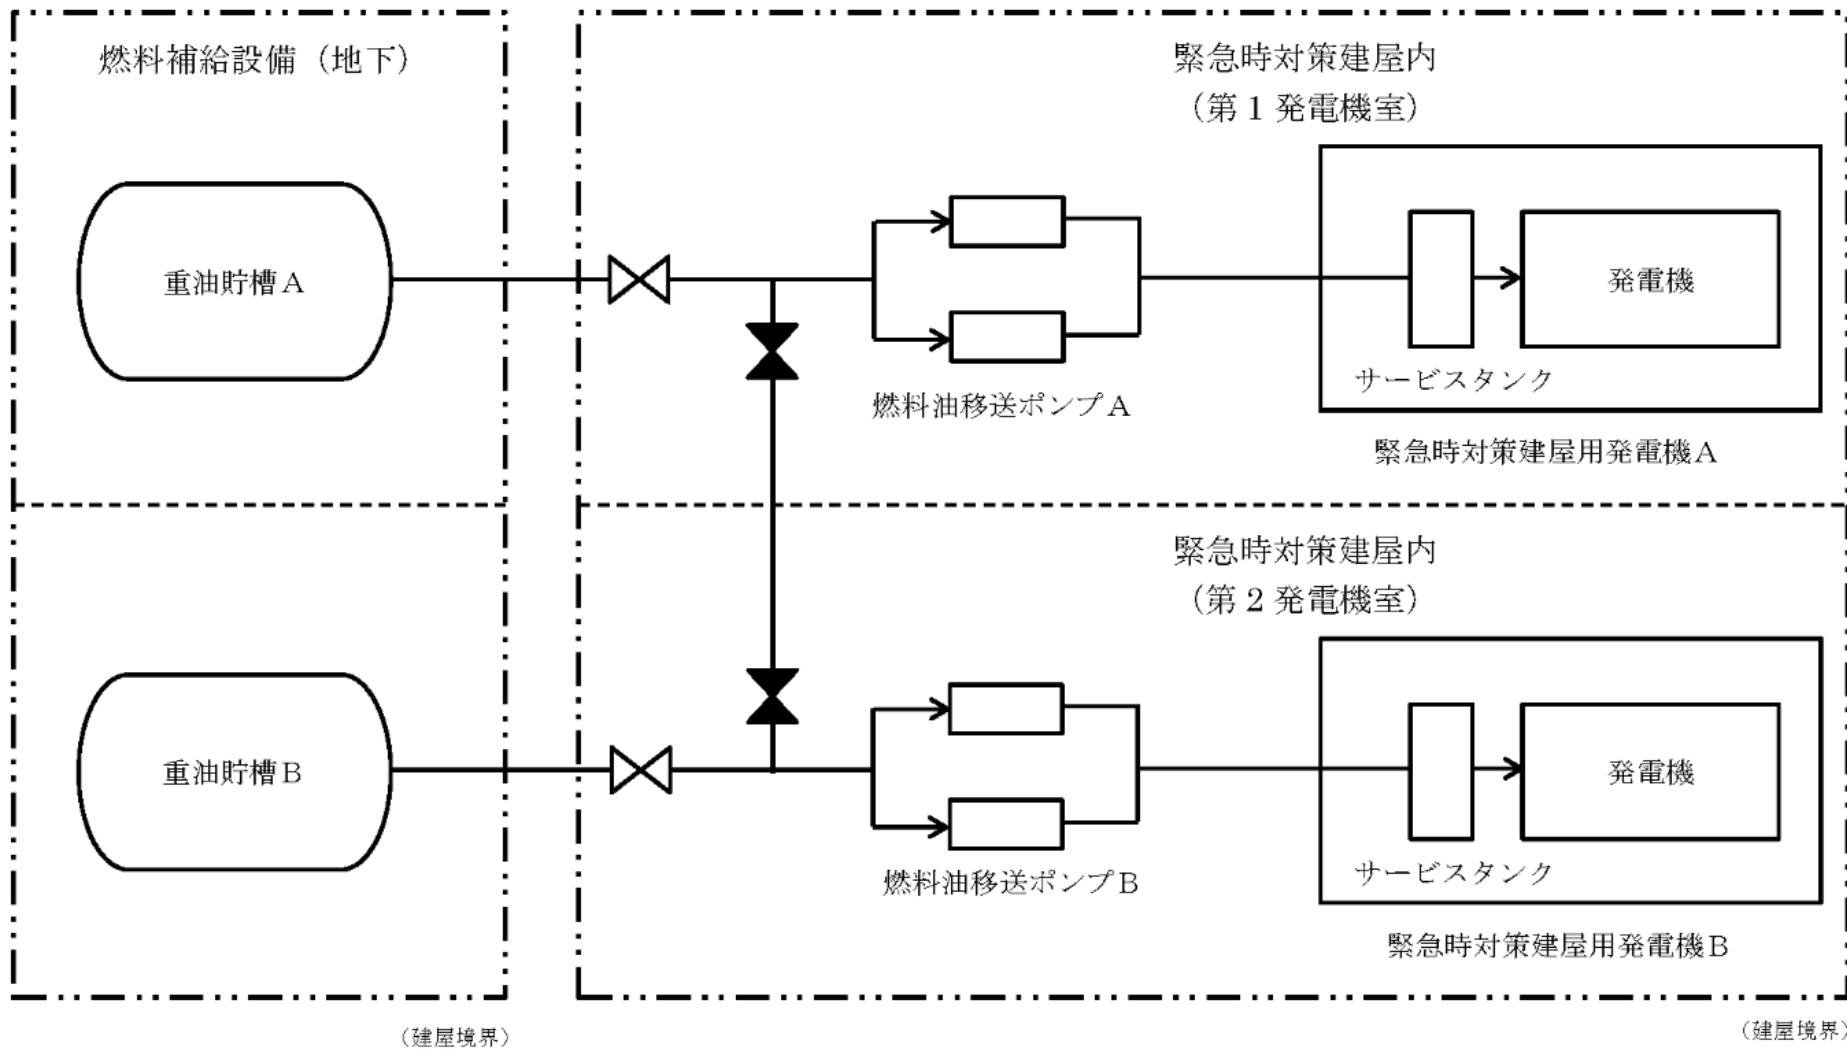 燃料補給設備（地下）
緊急時対策建屋内
（第１発電機室）
重油貯槽Ａ
発電機
サービスタンク
燃料油移送ポンプＡ
緊急時対策建屋用発電機Ａ
緊急時対策建屋内
（第２発電機室）
重油貯槽Ｂ
発電機
サービスタンク
燃料油移送ポンプＢ
緊急時対策建屋用発電機Ｂ
（建屋境界）
（建屋境界）